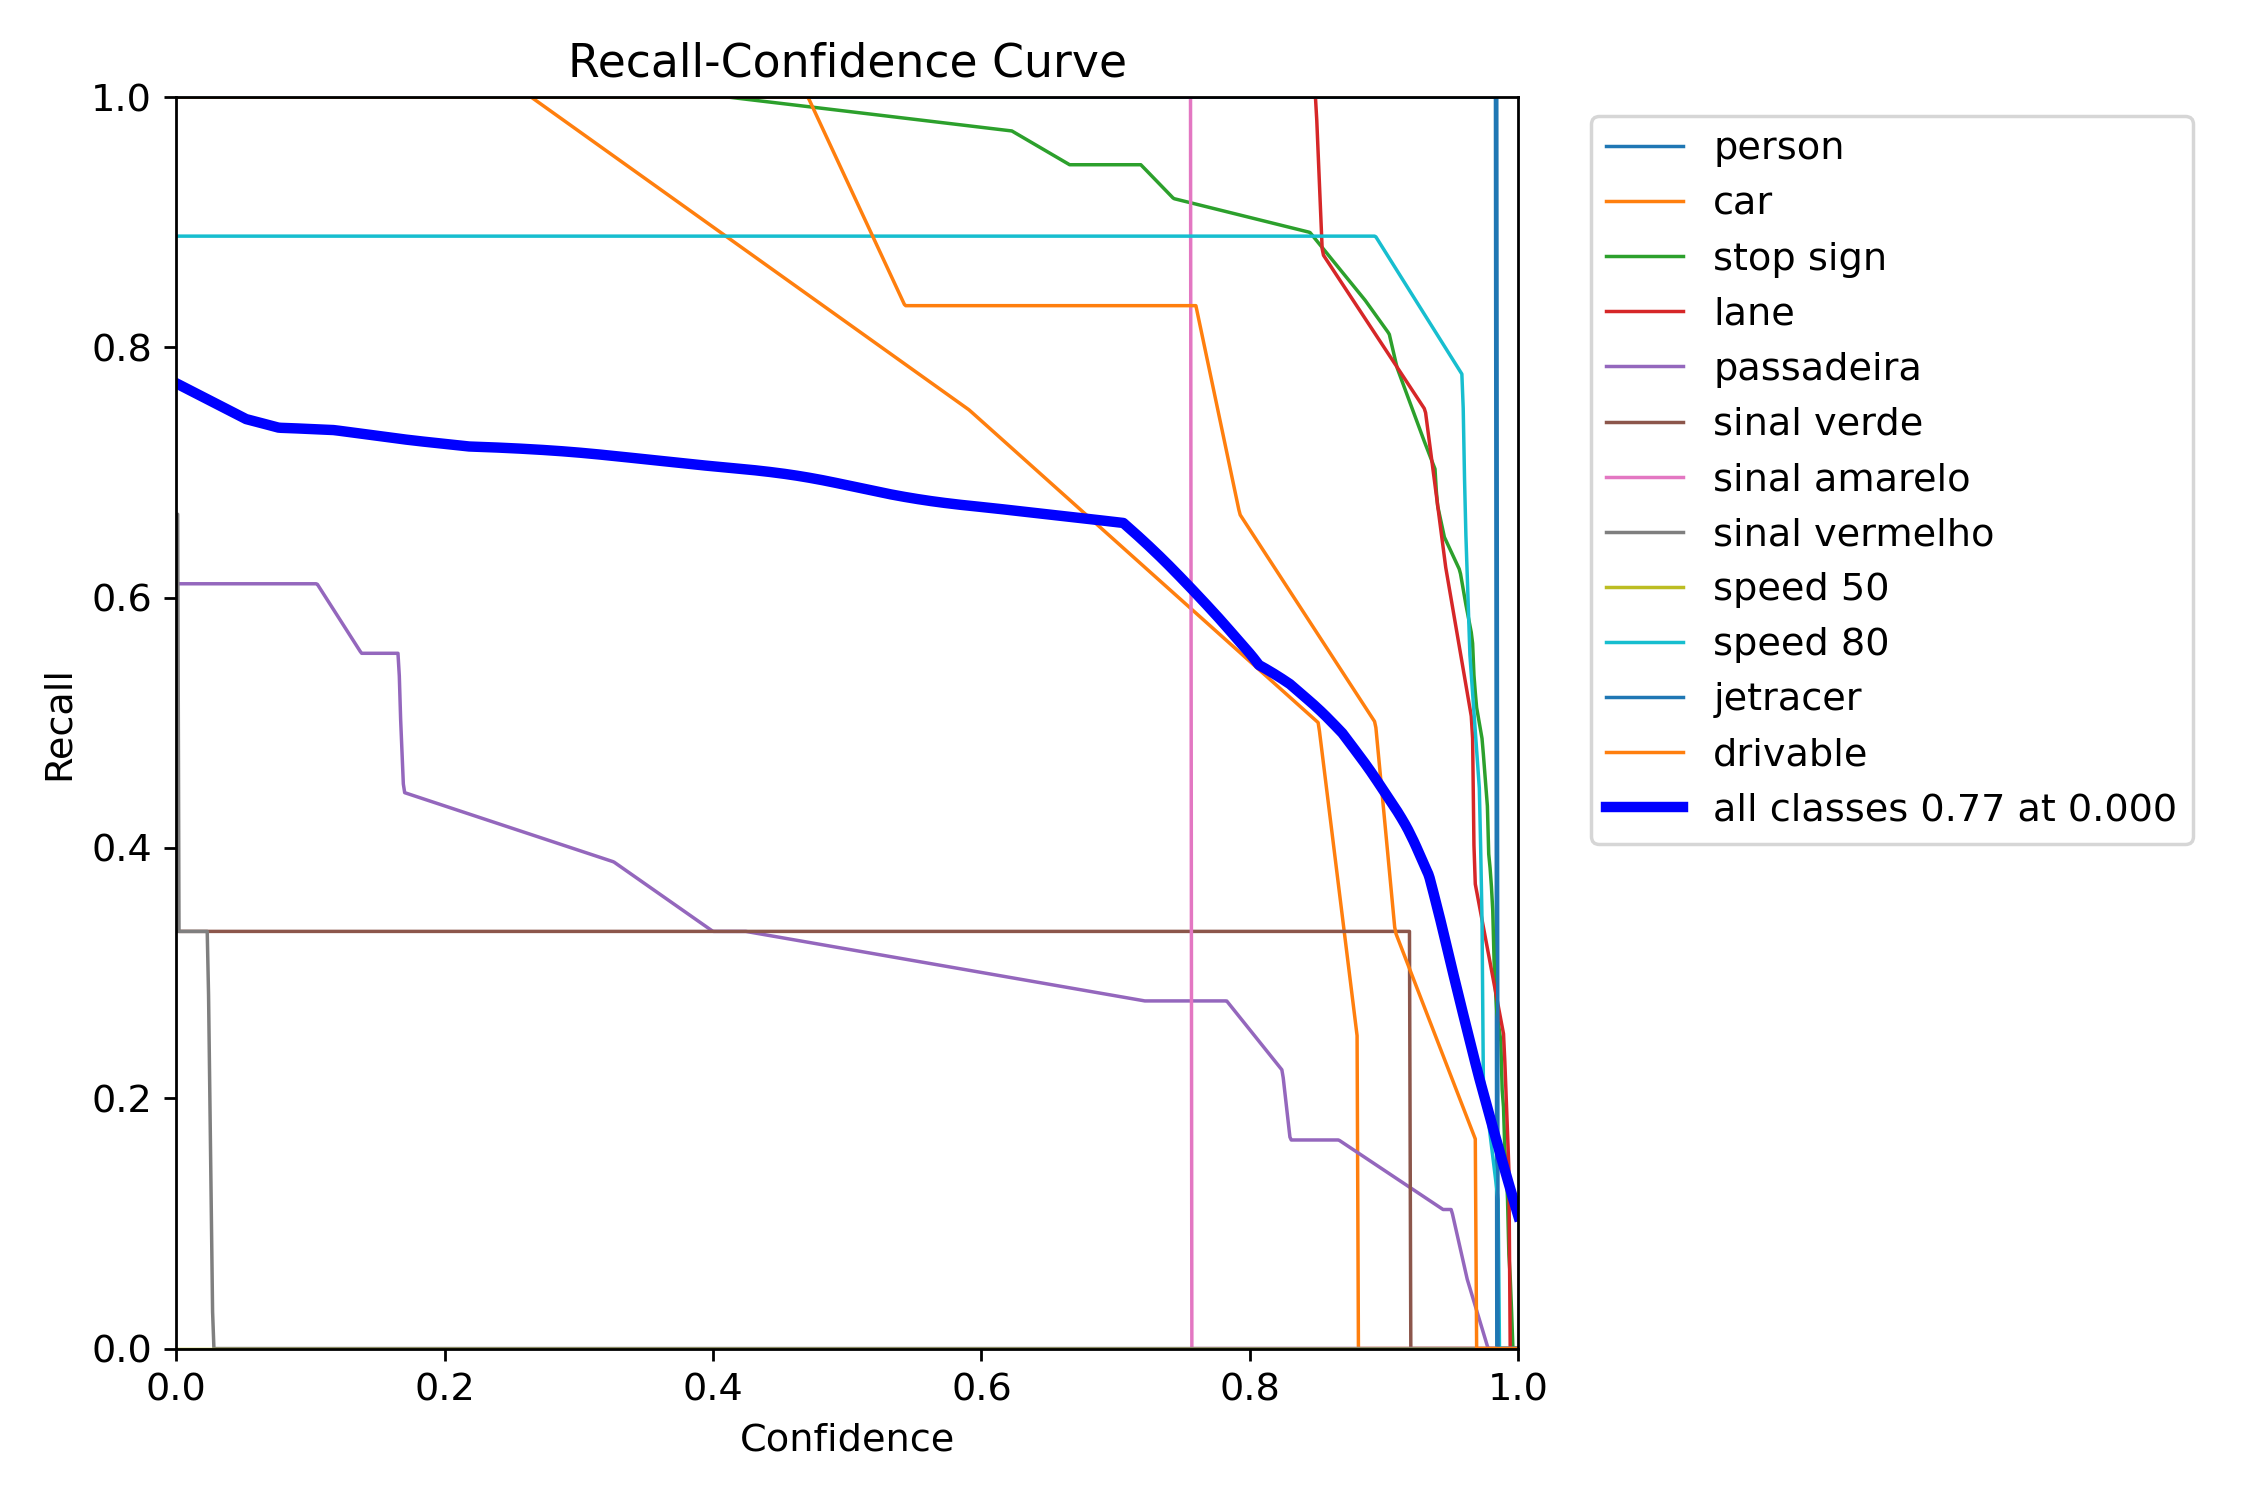 Recall-Confidence Curve
1.0
0.8
0.6
0.4
0.2
0.0
Recall
0.0 0.2 0.4 0.6 0.8 1.0
Confidence
person
car
stop sign
lane
passadeira
sinal verde
sinal amarelo
sinal vermelho
speed 50
speed 80
jetracer
drivable
all classes 0.77 at 0.000